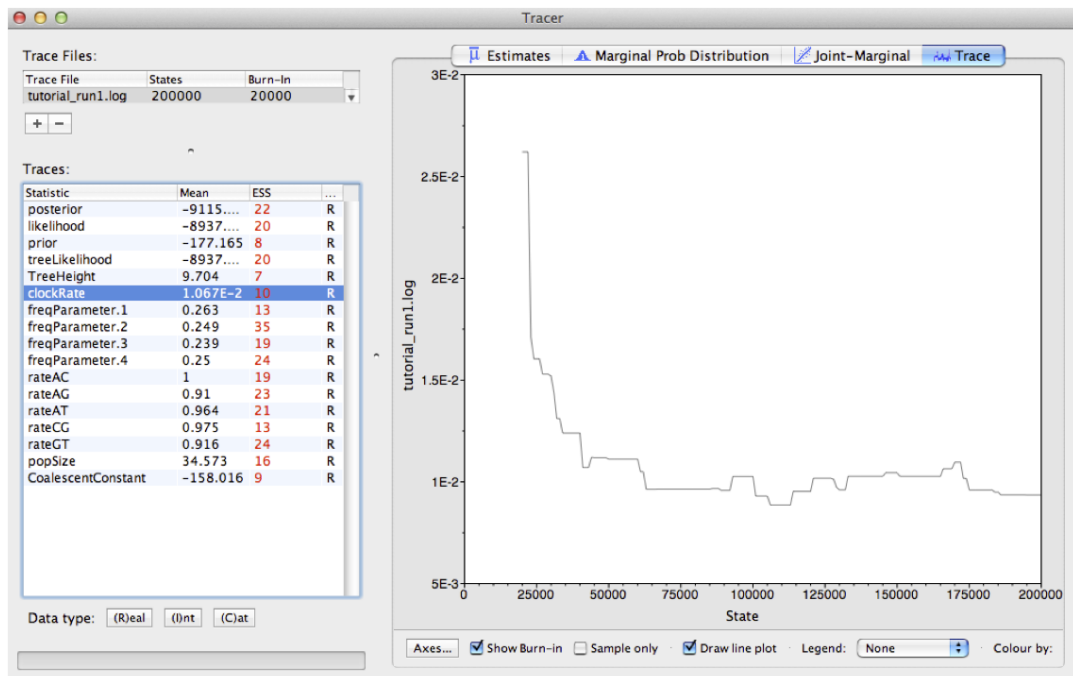 Tracer
Trace Files:
Trace File States Burn-In
tutorial_run1.log 200000 20000
+ −
Traces:
Statistic Mean ESS ...
posterior -9115.... 22 R
likelihood -8937.... 20 R
prior -177.165 8 R
treeLikelihood -8937.... 20 R
TreeHeight 9.704 7 R
clockRate 1.067E-2 10 R
freqParameter.1 0.263 13 R
freqParameter.2 0.249 35 R
freqParameter.3 0.239 19 R
freqParameter.4 0.25 24 R
rateAC 1 19 R
rateAG 0.91 23 R
rateAT 0.964 21 R
rateCG 0.975 13 R
rateGT 0.916 24 R
popSize 34.573 16 R
CoalescentConstant -158.016 9 R
Data type: (R)eal (I)nt (C)at
Estimates Marginal Prob Distribution Joint-Marginal Trace
3E-2
2.5E-2
2E-2
1.5E-2
1E-2
5E-3
tutorial_run1.log
0 25000 50000 75000 100000 125000 150000 175000 200000
State
Axes... Show Burn-in Sample only Draw line plot Legend: None Colour by: